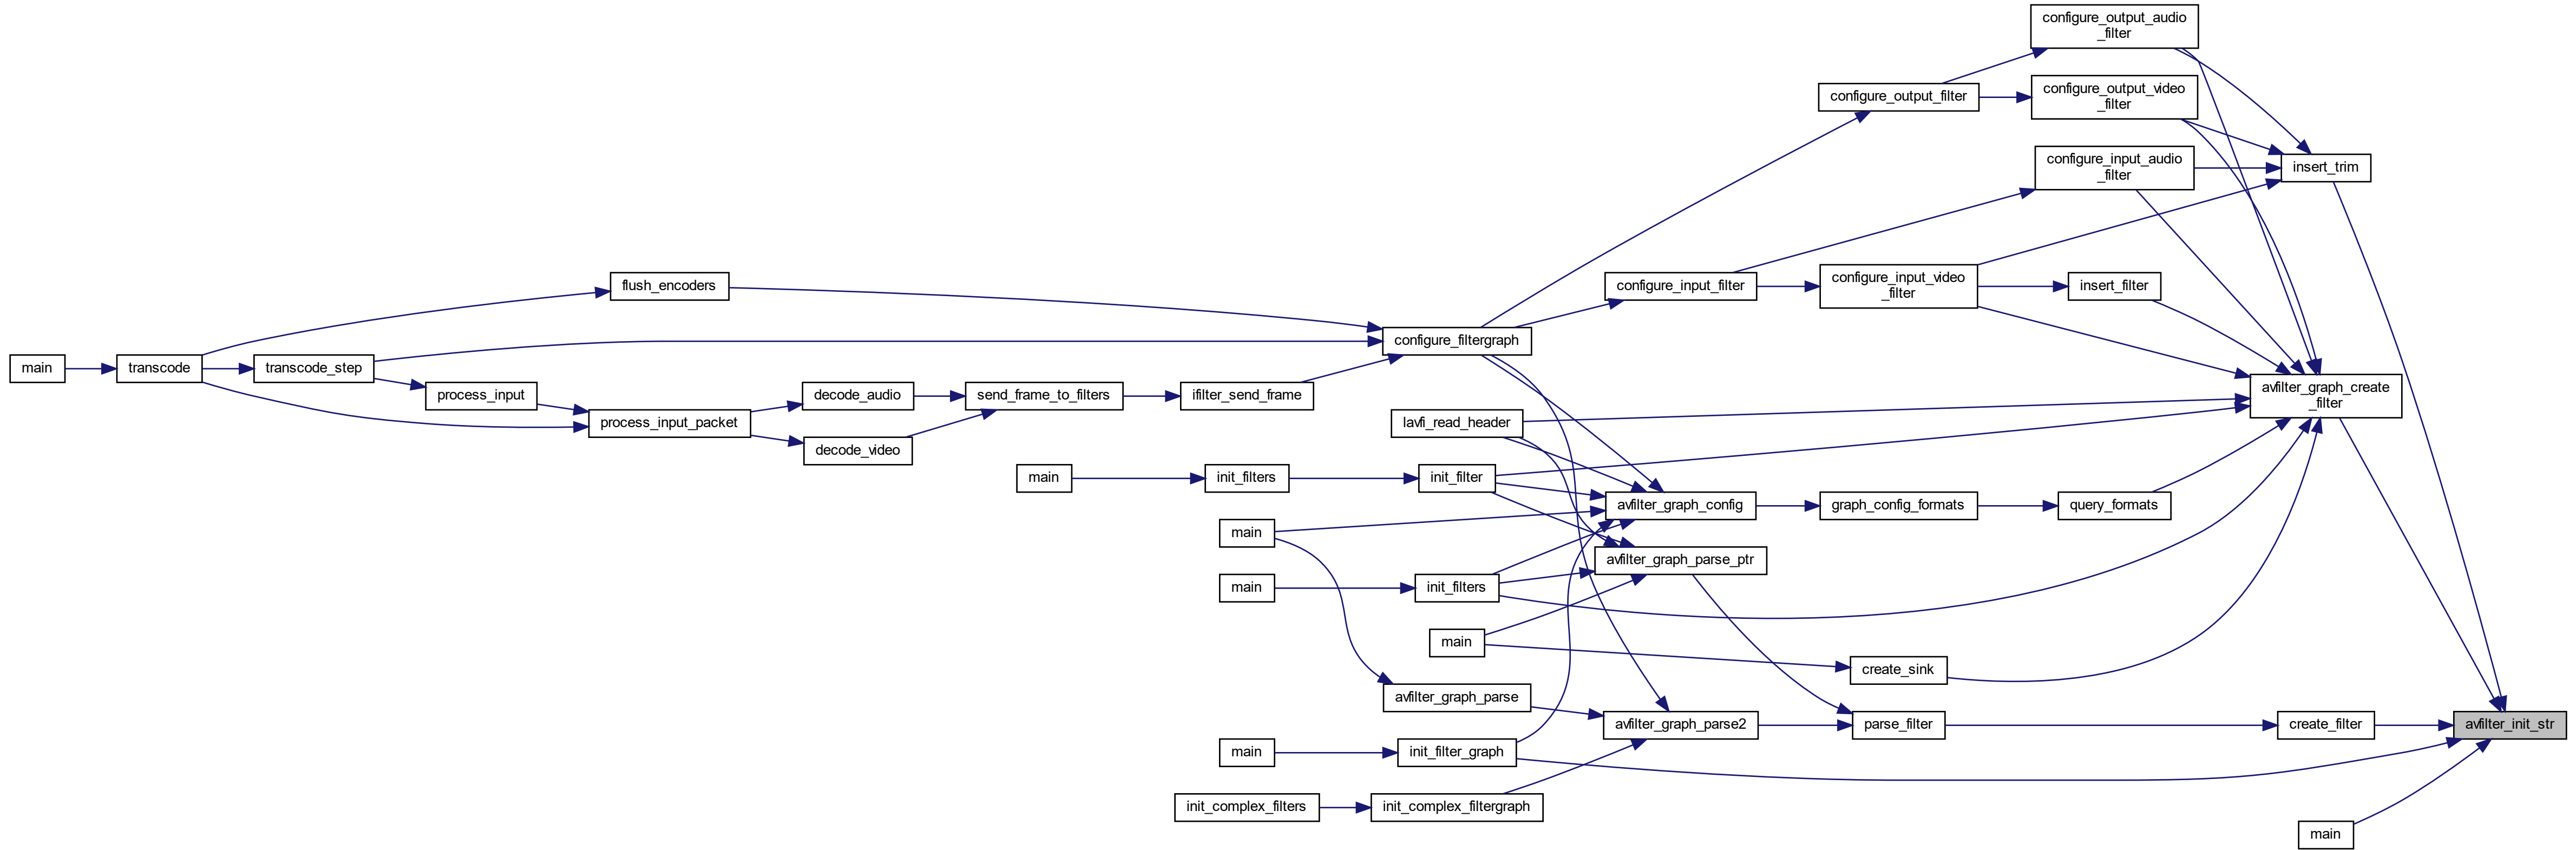 configure_output_audio
_filter
configure_output_filter
configure_output_video
_filter
configure_input_audio
_filter
insert_trim
flush_encoders
configure_input_filter
configure_input_video
_filter
insert_filter
configure_filtergraph
main
transcode
transcode_step
process_input
decode_audio
send_frame_to_filters
ifilter_send_frame
avfilter_graph_create
_filter
process_input_packet
lavfi_read_header
decode_video
main
init_filters
init_filter
avfilter_graph_config
graph_config_formats
query_formats
main
avfilter_graph_parse_ptr
main
init_filters
main
create_sink
avfilter_graph_parse
avfilter_graph_parse2
parse_filter
create_filter
avfilter_init_str
main
init_filter_graph
init_complex_filters
init_complex_filtergraph
main